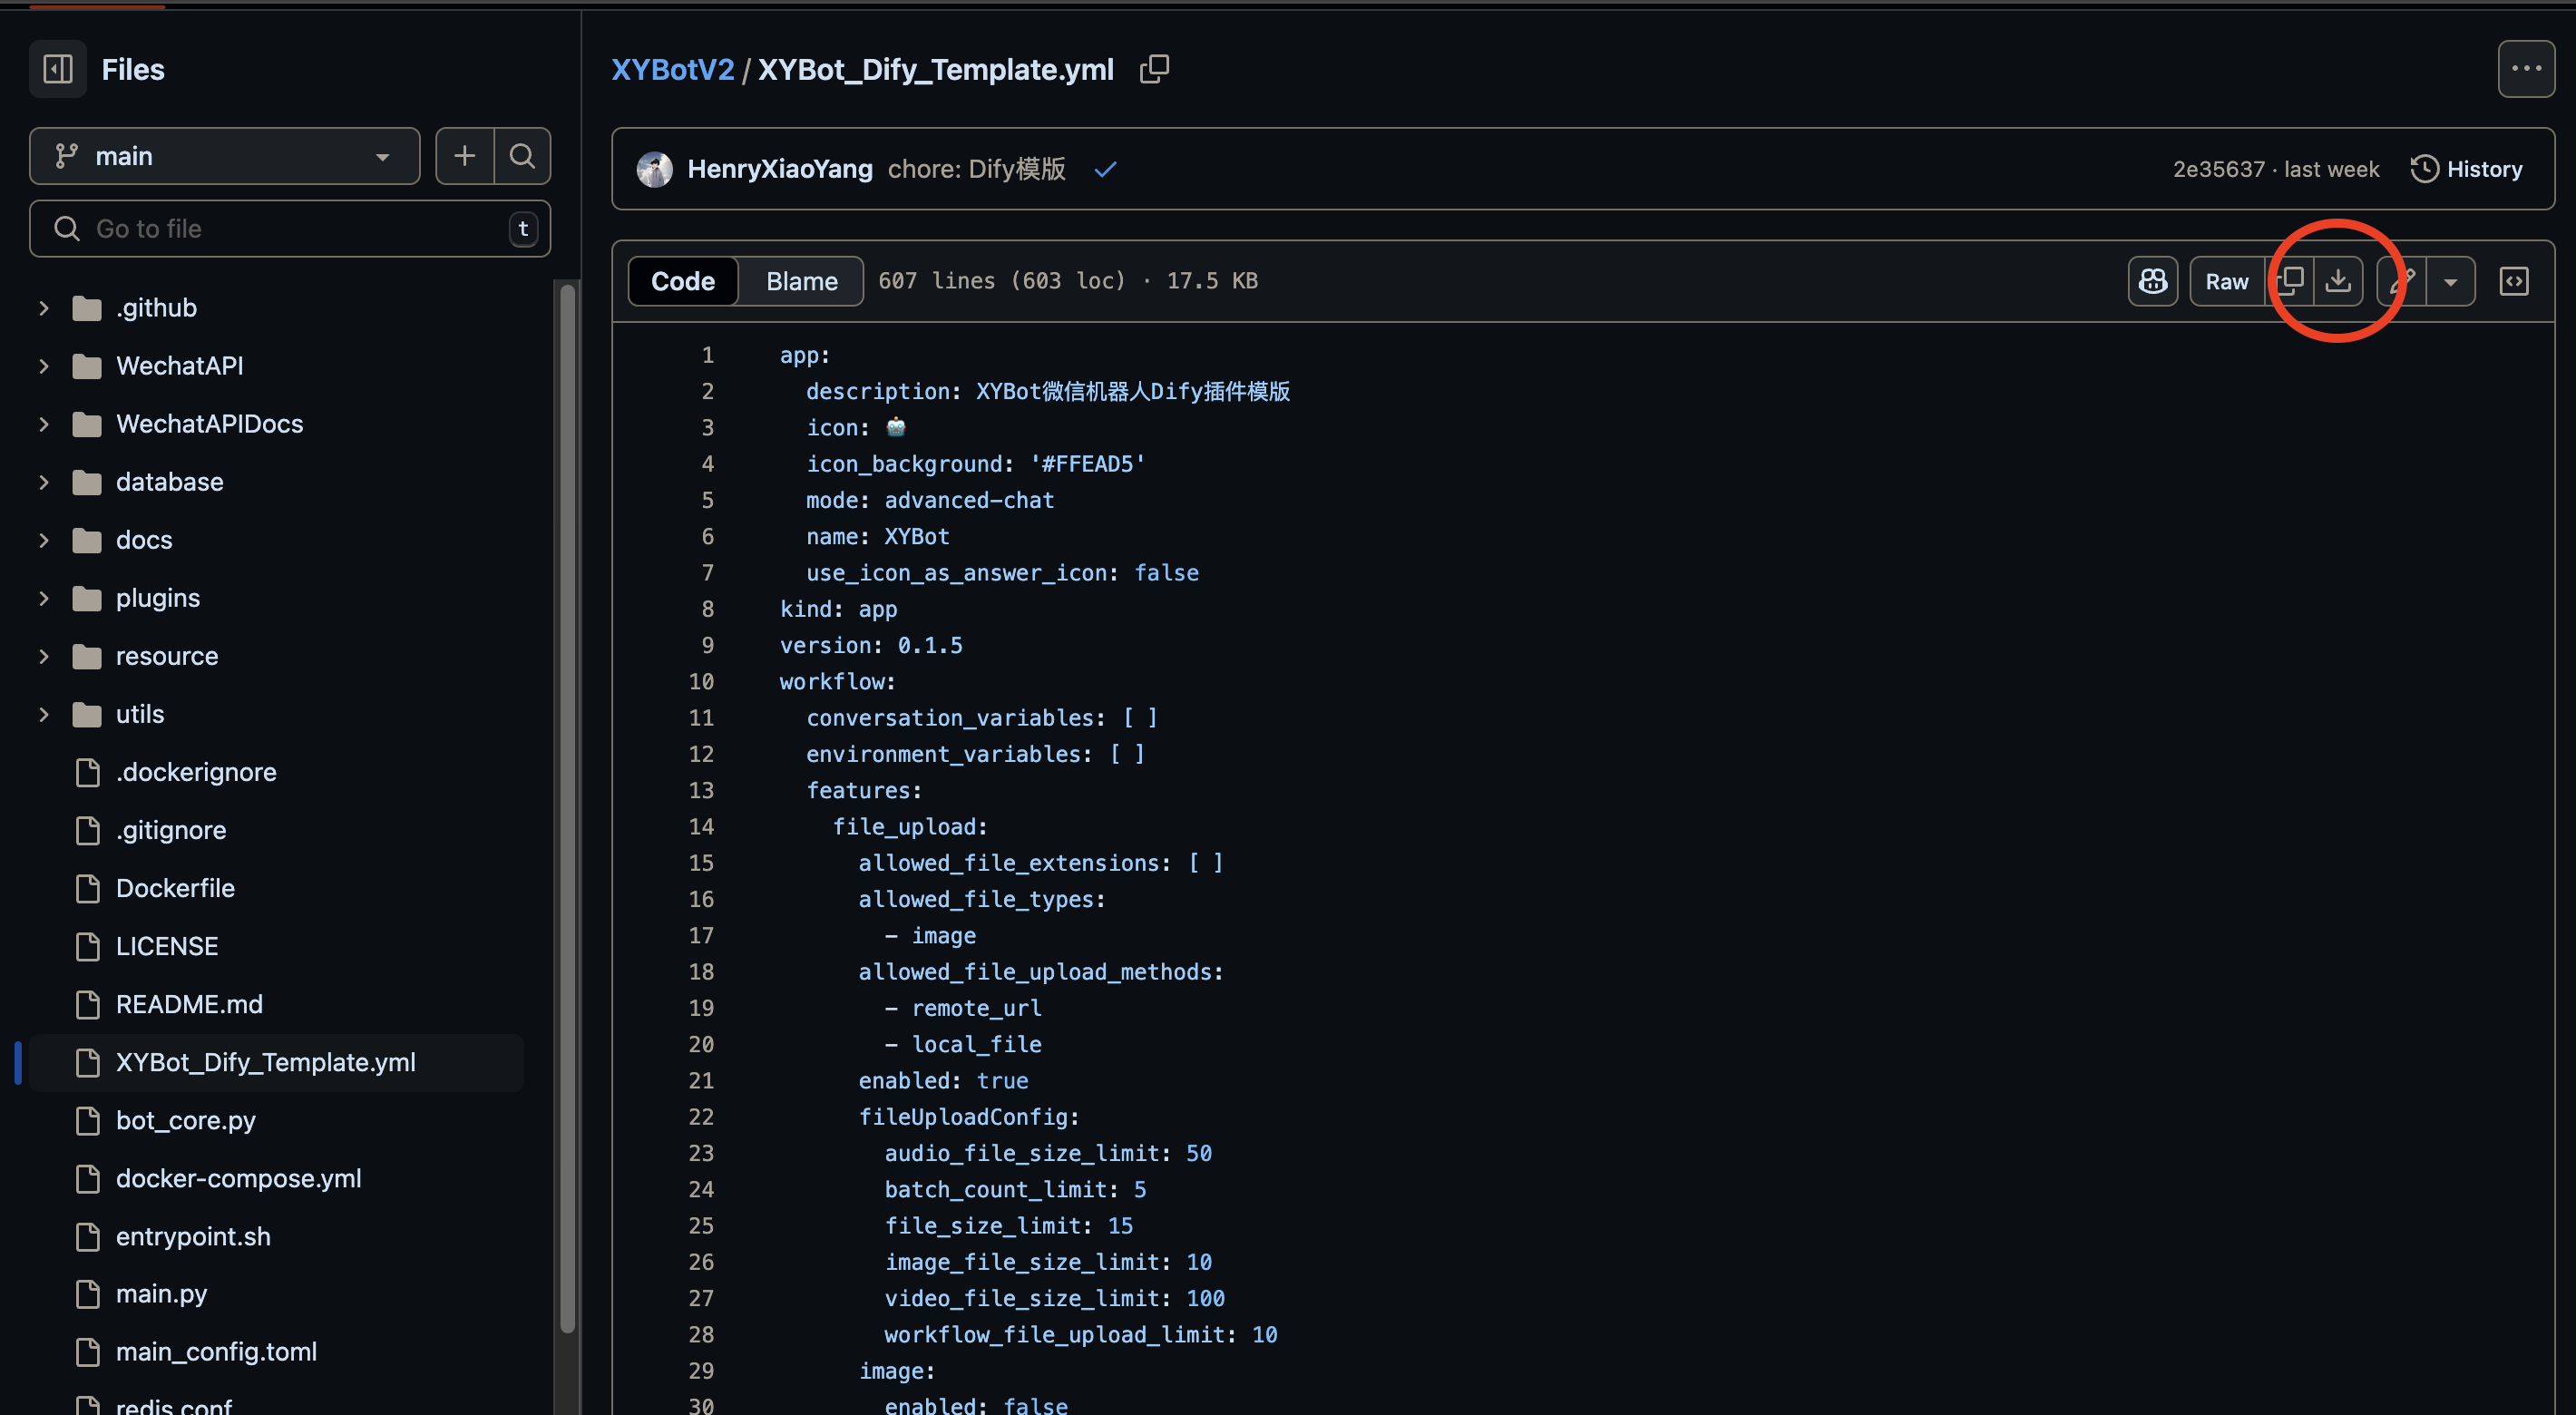 Files
main
Go to file
t
.github
WechatAPI
WechatAPIDocs
database
docs
plugins
resource
utils
.dockerignore
.gitignore
Dockerfile
LICENSE
README.md
XYBot_Dify_Template.yml
bot_core.py
docker-compose.yml
entrypoint.sh
main.py
main_config.toml
redis.conf
XYBotV2 / XYBot_Dify_Template.yml
HenryXiaoYang chore: Dify模版
2e35637 · last week
History
Code
Blame
607 lines (603 loc) · 17.5 KB
Raw
1 app:
2 description: XYBot微信机器人Dify插件模版
3 icon: 🤖
4 icon_background: '#FFEAD5'
5 mode: advanced-chat
6 name: XYBot
7 use_icon_as_answer_icon: false
8 kind: app
9 version: 0.1.5
10 workflow:
11 conversation_variables: [ ]
12 environment_variables: [ ]
13 features:
14 file_upload:
15 allowed_file_extensions: [ ]
16 allowed_file_types:
17 - image
18 allowed_file_upload_methods:
19 - remote_url
20 - local_file
21 enabled: true
22 fileUploadConfig:
23 audio_file_size_limit: 50
24 batch_count_limit: 5
25 file_size_limit: 15
26 image_file_size_limit: 10
27 video_file_size_limit: 100
28 workflow_file_upload_limit: 10
29 image:
30 enabled: false